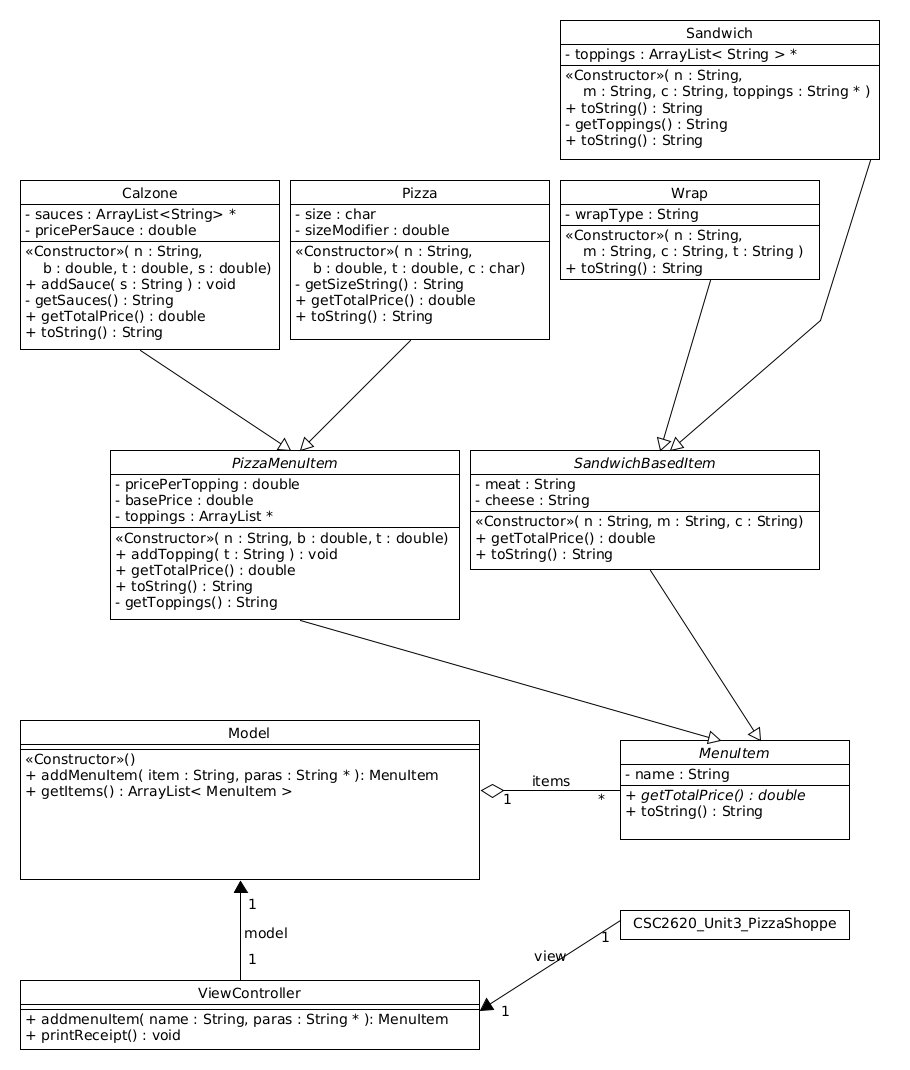 Sandwich
- toppings : ArrayList< String > *
«Constructor»( n : String,
m : String, c : String, toppings : String * )
+ toString() : String
- getToppings() : String
+ toString() : String
Calzone
- sauces : ArrayList<String> *
- pricePerSauce : double
«Constructor»( n : String,
b : double, t : double, s : double)
+ addSauce( s : String ) : void
- getSauces() : String
+ getTotalPrice() : double
+ toString() : String
Pizza
- size : char
- sizeModifier : double
«Constructor»( n : String,
b : double, t : double, c : char)
- getSizeString() : String
+ getTotalPrice() : double
+ toString() : String
Wrap
- wrapType : String
«Constructor»( n : String,
m : String, c : String, t : String )
+ toString() : String
PizzaMenuItem
- pricePerTopping : double
- basePrice : double
- toppings : ArrayList *
«Constructor»( n : String, b : double, t : double)
+ addTopping( t : String ) : void
+ getTotalPrice() : double
+ toString() : String
- getToppings() : String
SandwichBasedItem
- meat : String
- cheese : String
«Constructor»( n : String, m : String, c : String)
+ getTotalPrice() : double
+ toString() : String
Model
«Constructor»()
+ addMenuItem( item : String, paras : String * ): MenuItem
+ getItems() : ArrayList< MenuItem >
items
1
*
MenuItem
- name : String
+ getTotalPrice() : double
+ toString() : String
1
model
1
CSC2620_Unit3_PizzaShoppe
1
view
1
ViewController
+ addmenuItem( name : String, paras : String * ): MenuItem
+ printReceipt() : void